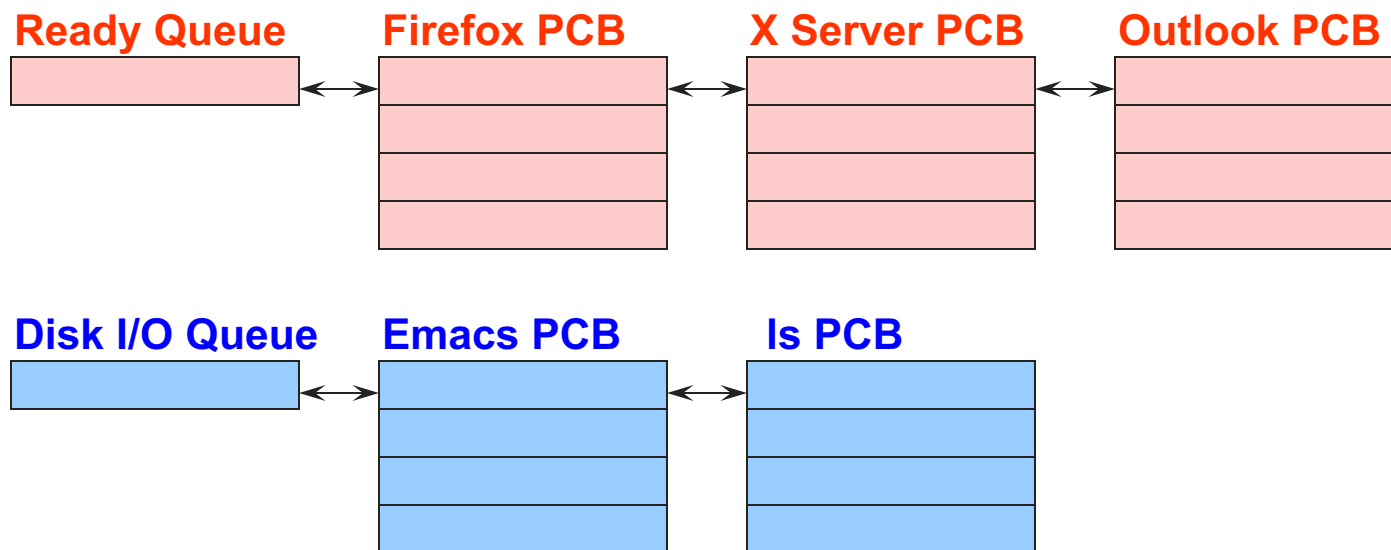 Ready Queue
Firefox PCB
X Server PCB
Outlook PCB
Disk I/O Queue
Emacs PCB
ls PCB